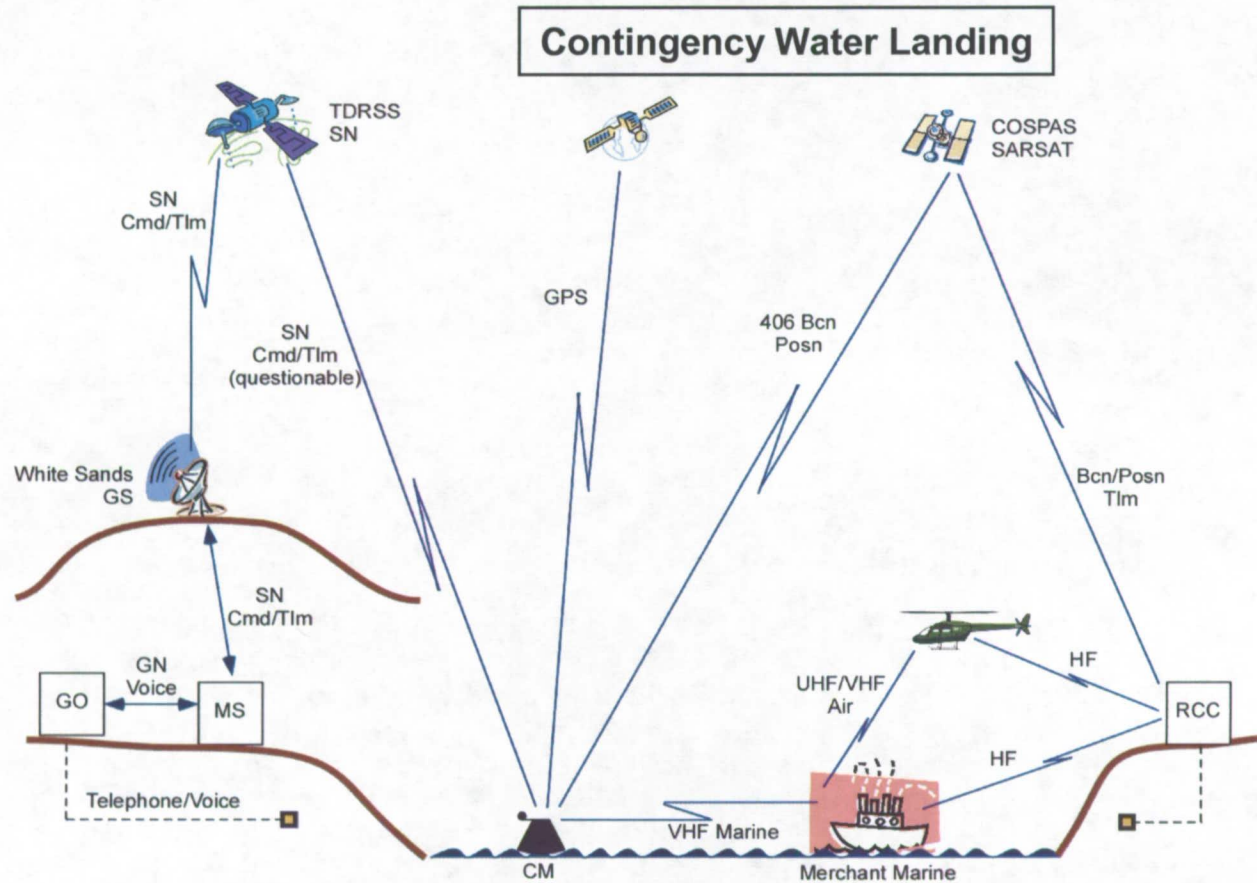 Contingency Water Landing
TDRSS
SN
COSPAS
SARSAT
SN
Cmd/Tlm
GPS
406 Bcn
Posn
SN
Cmd/Tlm
(questionable)
White Sands
GS
Bcn/Posn
Tlm
SN
Cmd/Tlm
GN
Voice
GO
MS
UHF/VHF
Air
HF
RCC
HF
Telephone/Voice
VHF Marine
CM
Merchant Marine